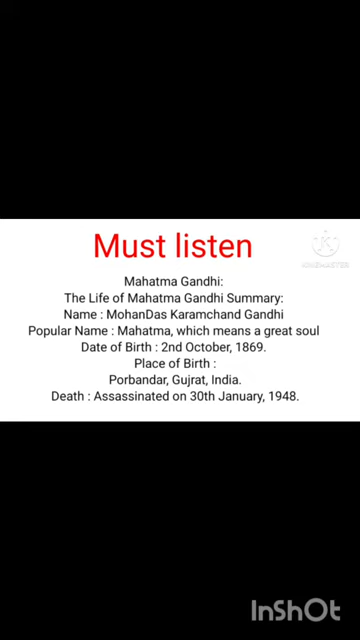 Must listen
KINEMASTER
Mahatma Gandhi:
The Life of Mahatma Gandhi Summary:
Name : MohanDas Karamchand Gandhi
Popular Name : Mahatma, which means a great soul
Date of Birth : 2nd October, 1869.
Place of Birth :
Porbandar, Gujrat, India.
Death : Assassinated on 30th January, 1948.
InShOt